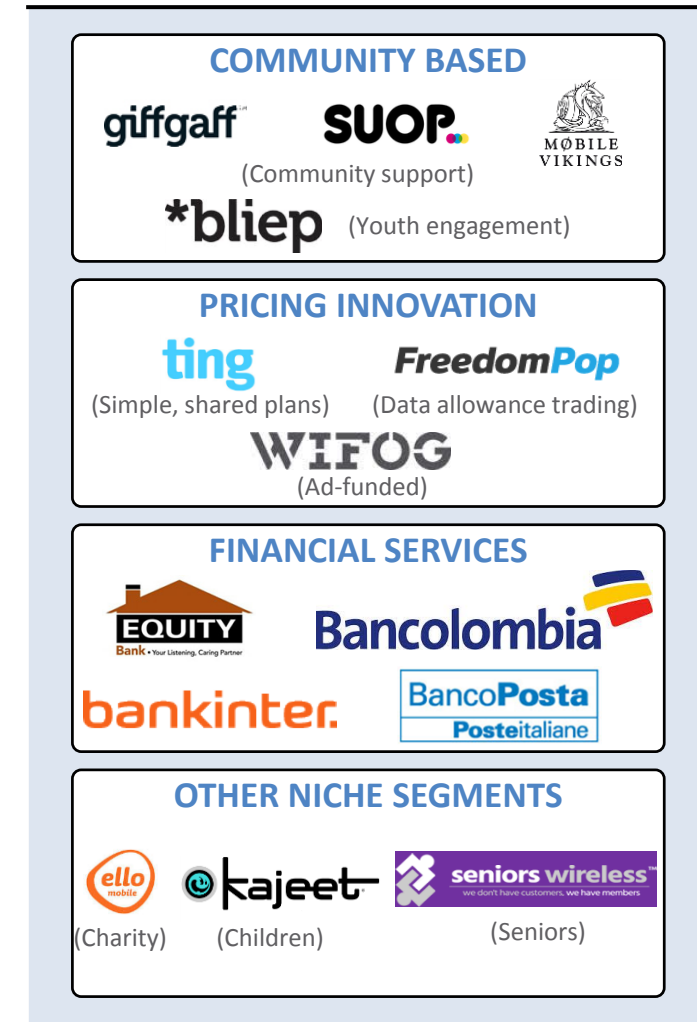 COMMUNITY BASED
giffgaff SUOP.
MØBILE
VIKINGS
(Community support)
*bliep (Youth engagement)
PRICING INNOVATION
ting FreedomPop
(Simple, shared plans) (Data allowance trading)
WIFOG
(Ad-funded)
FINANCIAL SERVICES
EQUITY
Bank • Your Listening, Caring Partner
Bancolombia
bankinter.
BancoPosta
Posteitaliane
OTHER NICHE SEGMENTS
ello
mobile
kajeet
seniors wireless™
we don't have customers, we have members
(Charity) (Children) (Seniors)